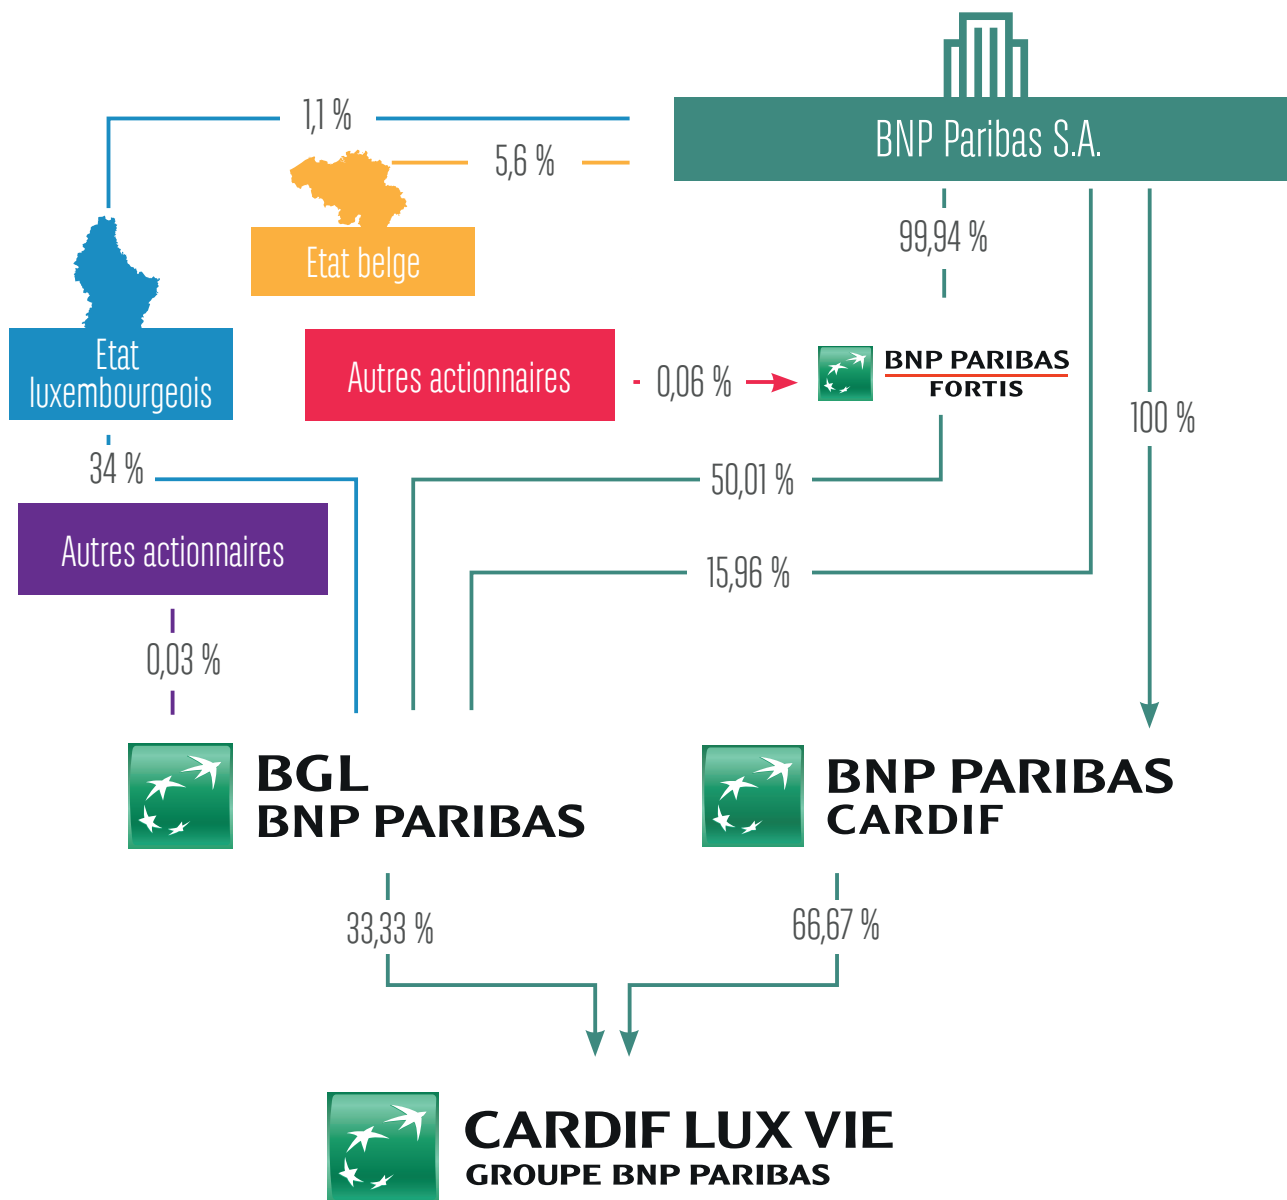 1,1 %
BNP Paribas S.A.
5,6 %
99,94 %
Etat belge
Etat
luxembourgeois
Autres actionnaires
0,06 %
BNP PARIBAS
FORTIS
100 %
34 %
50,01 %
Autres actionnaires
15,96 %
0,03 %
BGL
BNP PARIBAS
BNP PARIBAS
CARDIF
33,33 %
66,67 %
CARDIF LUX VIE
GROUPE BNP PARIBAS